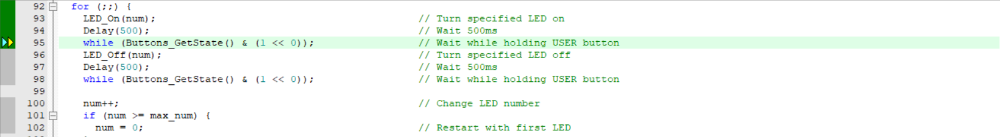 92 for (;;) {
93 LED_On(num); // Turn specified LED on
94 Delay(500); // Wait 500ms
95 while (Buttons_GetState() & (1 << 0)); // Wait while holding USER button
96 LED_Off(num); // Turn specified LED off
97 Delay(500); // Wait 500ms
98 while (Buttons_GetState() & (1 << 0)); // Wait while holding USER button
99
100 num++; // Change LED number
101 if (num >= max_num) {
102 num = 0; // Restart with first LED